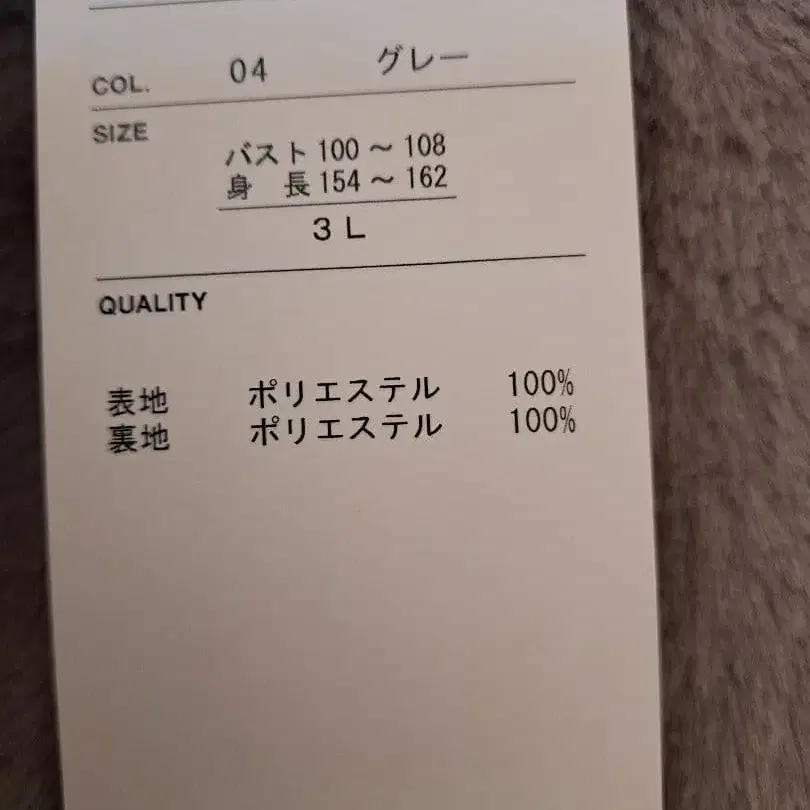 COL. 04 グレー
SIZE
バスト 100 ～ 108
身 長 154 ～ 162
3 L
QUALITY
表地 ポリエステル 100%
裏地 ポリエステル 100%